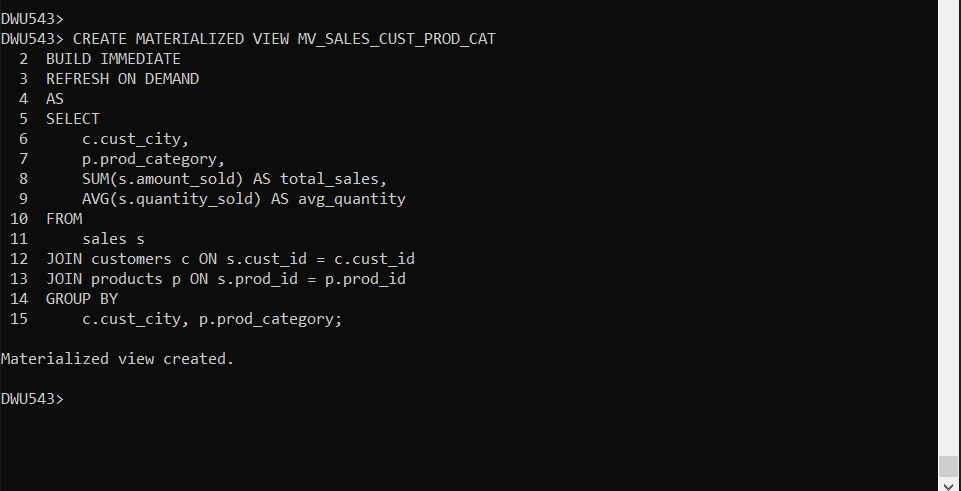 DWU543>
DWU543> CREATE MATERIALIZED VIEW MV_SALES_CUST_PROD_CAT
  2  BUILD IMMEDIATE
  3  REFRESH ON DEMAND
  4  AS
  5  SELECT
  6      c.cust_city,
  7      p.prod_category,
  8      SUM(s.amount_sold) AS total_sales,
  9      AVG(s.quantity_sold) AS avg_quantity
 10  FROM
 11      sales s
 12  JOIN customers c ON s.cust_id = c.cust_id
 13  JOIN products p ON s.prod_id = p.prod_id
 14  GROUP BY
 15      c.cust_city, p.prod_category;
Materialized view created.
DWU543>